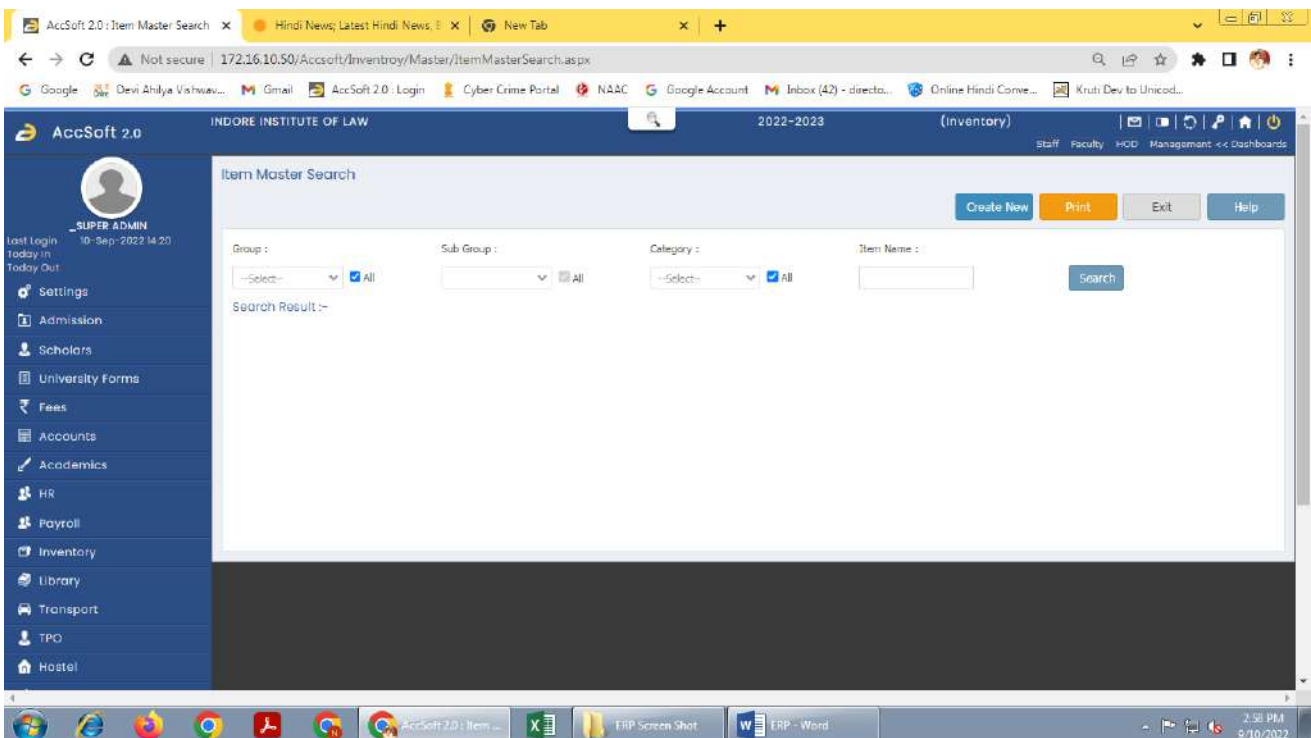 AccSoft 2.0 : Item Master Search
Hindi News; Latest Hindi News, E
New Tab
Not secure | 172.16.10.50/Accsoft/Inventroy/Master/ItemMasterSearch.aspx
Google Devi Ahilya Vishwav... Gmail AccSoft 2.0 : Login Cyber Crime Portal NAAC Google Account Inbox (42) - directo... Online Hindi Conve... Kruti Dev to Unicod...
AccSoft 2.0
INDORE INSTITUTE OF LAW 2022-2023 (Inventory)
Staff Faculty HOD Management << Dashboards
_SUPER ADMIN
Last Login 10-Sep-2022 14:20
Today In
Today Out
Settings
Admission
Scholars
University Forms
Fees
Accounts
Academics
HR
Payroll
Inventory
Library
Transport
TPO
Hostel
Item Master Search
Create New Print Exit Help
Group : Sub Group : Category : Item Name :
--Select-- All All --Select-- All Search
Search Result :-
AccSoft 2.0 : Item ... ERP Screen Shot ERP - Word
2:58 PM
9/10/2022